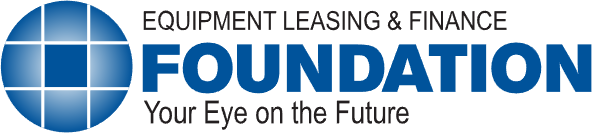 EQUIPMENT LEASING & FINANCE
FOUNDATION
Your Eye on the Future